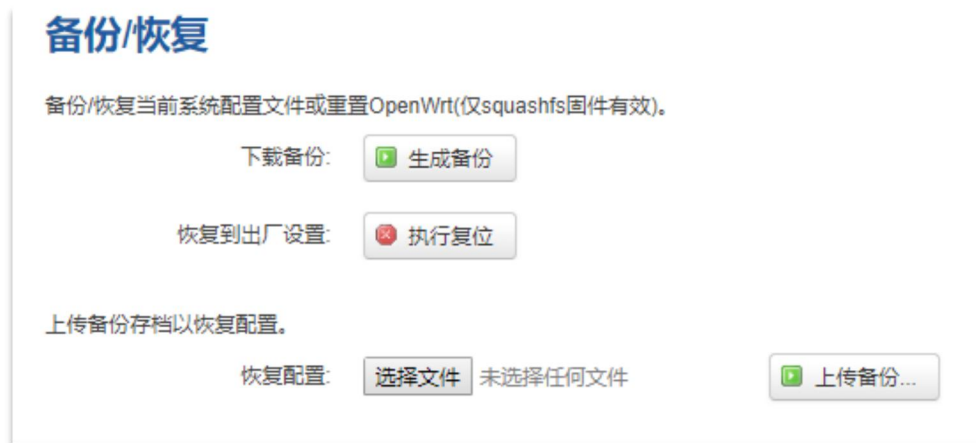 备份/恢复
备份/恢复当前系统配置文件或重置OpenWrt(仅squashfs固件有效)。
下载备份: 生成备份
恢复到出厂设置: 执行复位
上传备份存档以恢复配置。
恢复配置: 选择文件 未选择任何文件 上传备份...